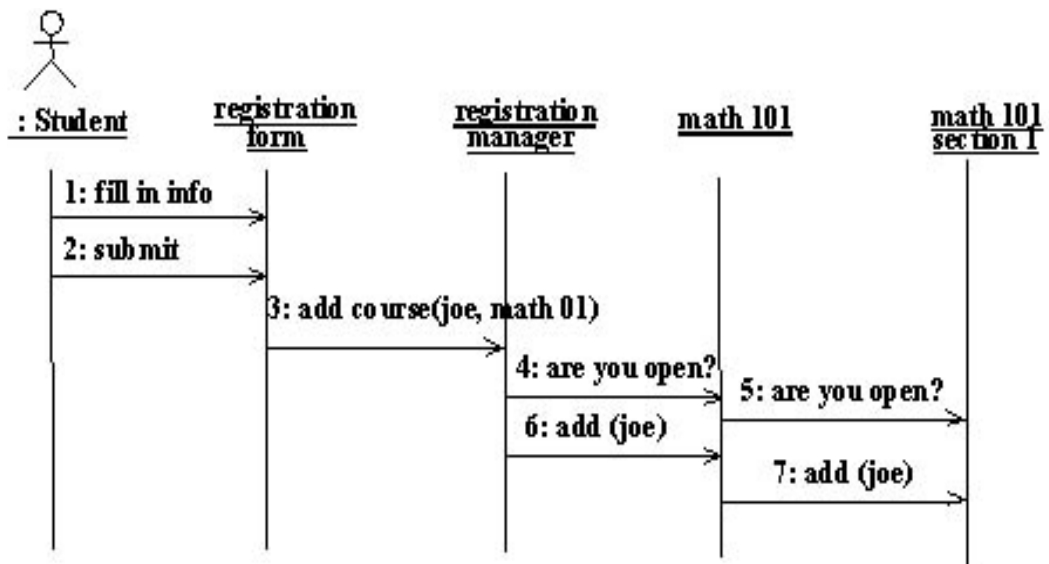 : Student
registration
form
registration
manager
math 101
math 101
section 1
1: fill in info
2: submit
3: add course(joe, math 01)
4: are you open?
5: are you open?
6: add (joe)
7: add (joe)